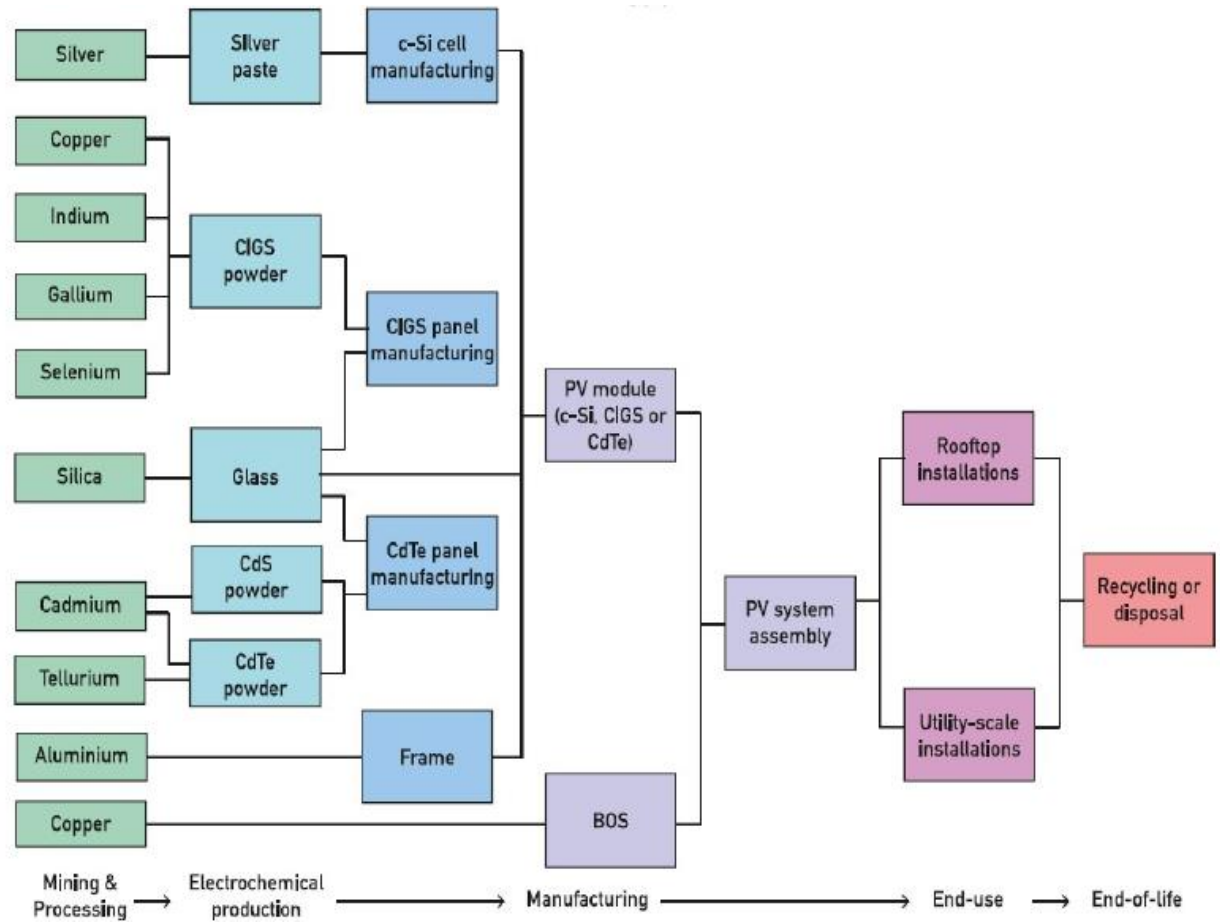 Silver
Silver
paste
c-Si cell
manufacturing
Copper
Indium
Gallium
Selenium
CIGS
powder
CIGS panel
manufacturing
Silica
Glass
PV module
(c-Si, CIGS or
CdTe)
Rooftop
installations
Cadmium
CdS
powder
CdTe panel
manufacturing
Tellurium
CdTe
powder
PV system
assembly
Recycling or
disposal
Aluminium
Frame
Utility-scale
installations
Copper
BOS
Mining &
Processing
Electrochemical
production
Manufacturing
End-use
End-of-life